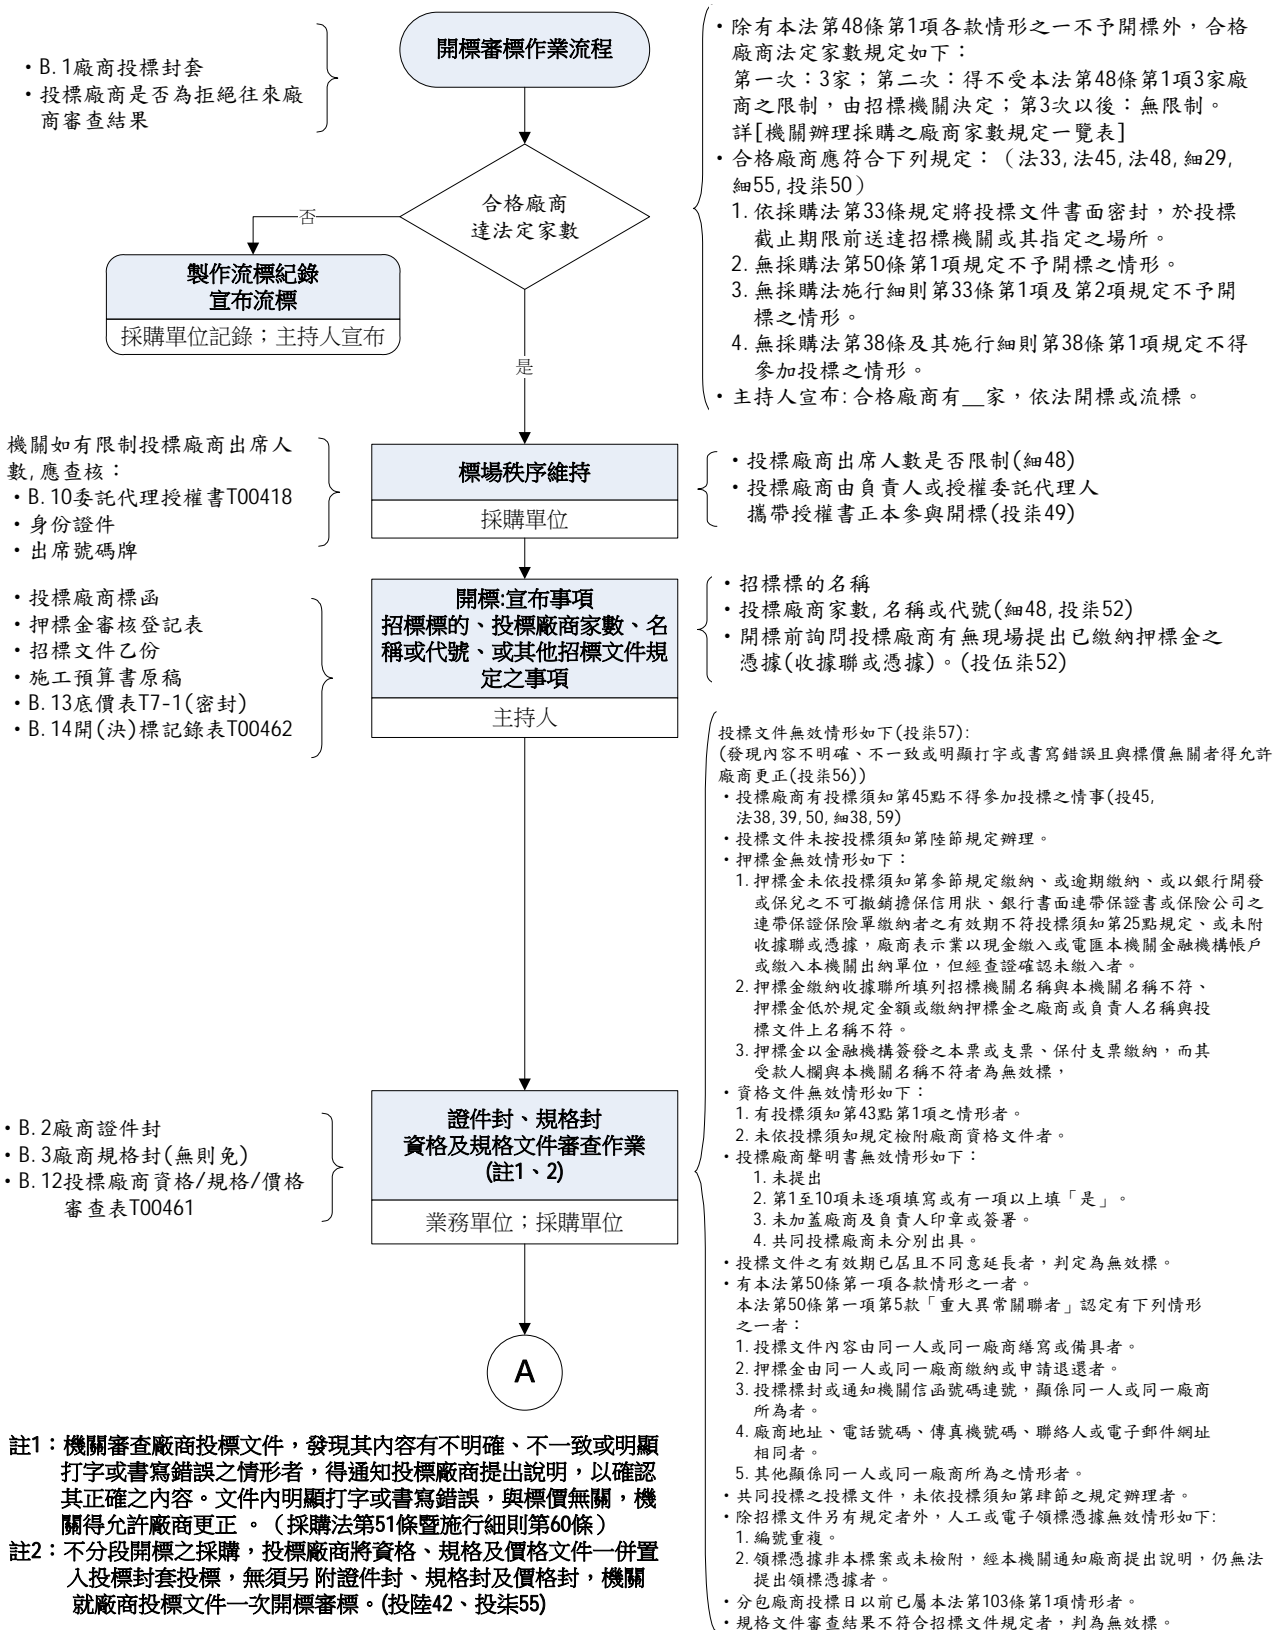 開標審標作業流程
・B.1廠商投標封套
・投標廠商是否為拒絕往來廠
商審查結果
・除有本法第48條第1項各款情形之一不予開標外，合格
廠商法定家數規定如下：
第一次：3家；第二次：得不受本法第48條第1項3家廠
商之限制，由招標機關決定；第3次以後：無限制。
詳[機關辦理採購之廠商家數規定一覽表]
・合格廠商應符合下列規定：（法33,法45,法48,細29,
細55,投柒50）
1.依採購法第33條規定將投標文件書面密封，於投標
截止期限前送達招標機關或其指定之場所。
2.無採購法第50條第1項規定不予開標之情形。
3.無採購法施行細則第33條第1項及第2項規定不予開
標之情形。
4.無採購法第38條及其施行細則第38條第1項規定不得
參加投標之情形。
・主持人宣布:合格廠商有__家，依法開標或流標。
合格廠商
達法定家數
否
製作流標紀錄
宣布流標
採購單位記錄；主持人宣布
是
機關如有限制投標廠商出席人
數,應查核：
・B.10委託代理授權書T00418
・身份證件
・出席號碼牌
標場秩序維持
採購單位
・投標廠商出席人數是否限制(細48)
・投標廠商由負責人或授權委託代理人
攜帶授權書正本參與開標(投柒49)
・投標廠商標函
・押標金審核登記表
・招標文件乙份
・施工預算書原稿
・B.13底價表T7-1(密封)
・B.14開(決)標記錄表T00462
開標:宣布事項
招標標的、投標廠商家數、名
稱或代號、或其他招標文件規
定之事項
主持人
・招標標的名稱
・投標廠商家數,名稱或代號(細48,投柒52)
・開標前詢問投標廠商有無現場提出已繳納押標金之
憑據(收據聯或憑據)。(投伍柒52)
投標文件無效情形如下(投柒57):
(發現內容不明確、不一致或明顯打字或書寫錯誤且與標價無關者得允許
廠商更正(投柒56))
・投標廠商有投標須知第45點不得參加投標之情事(投45,
法38,39,50,細38,59)
・投標文件未按投標須知第陸節規定辦理。
・押標金無效情形如下：
1.押標金未依投標須知第參節規定繳納、或逾期繳納、或以銀行開發
或保兌之不可撤銷擔保信用狀、銀行書面連帶保證書或保險公司之
連帶保證保險單繳納者之有效期不符投標須知第25點規定、或未附
收據聯或憑據，廠商表示業以現金繳入或電匯本機關金融機構帳戶
或繳入本機關出納單位，但經查證確認未繳入者。
2.押標金繳納收據聯所填列招標機關名稱與本機關名稱不符、
押標金低於規定金額或繳納押標金之廠商或負責人名稱與投
標文件上名稱不符。
3.押標金以金融機構簽發之本票或支票、保付支票繳納，而其
受款人欄與本機關名稱不符者為無效標，
・資格文件無效情形如下：
1.有投標須知第43點第1項之情形者。
2.未依投標須知規定檢附廠商資格文件者。
・投標廠商聲明書無效情形如下：
1.未提出
2.第1至10項未逐項填寫或有一項以上填「是」。
3.未加蓋廠商及負責人印章或簽署。
4.共同投標廠商未分別出具。
・投標文件之有效期已屆且不同意延長者，判定為無效標。
・有本法第50條第一項各款情形之一者。
本法第50條第一項第5款「重大異常關聯者」認定有下列情形
之一者：
1.投標文件內容由同一人或同一廠商繕寫或備具者。
2.押標金由同一人或同一廠商繳納或申請退還者。
3.投標標封或通知機關信函號碼連號，顯係同一人或同一廠商
所為者。
4.廠商地址、電話號碼、傳真機號碼、聯絡人或電子郵件網址
相同者。
5.其他顯係同一人或同一廠商所為之情形者。
・共同投標之投標文件，未依投標須知第肆節之規定辦理者。
・除招標文件另有規定者外，人工或電子領標憑據無效情形如下:
1.編號重複。
2.領標憑據非本標案或未檢附，經本機關通知廠商提出說明，仍無法
提出領標憑據者。
・分包廠商投標日以前已屬本法第103條第1項情形者。
・規格文件審查結果不符合招標文件規定者，判為無效標。
・B.2廠商證件封
・B.3廠商規格封(無則免)
・B.12投標廠商資格/規格/價格
審查表T00461
證件封、規格封
資格及規格文件審查作業
(註1、2)
業務單位；採購單位
A
註1：機關審查廠商投標文件，發現其內容有不明確、不一致或明顯
打字或書寫錯誤之情形者，得通知投標廠商提出說明，以確認
其正確之內容。文件內明顯打字或書寫錯誤，與標價無關，機
關得允許廠商更正 。（採購法第51條暨施行細則第60條）
註2：不分段開標之採購，投標廠商將資格、規格及價格文件一併置
入投標封套投標，無須另 附證件封、規格封及價格封，機關
就廠商投標文件一次開標審標。(投陸42、投柒55)